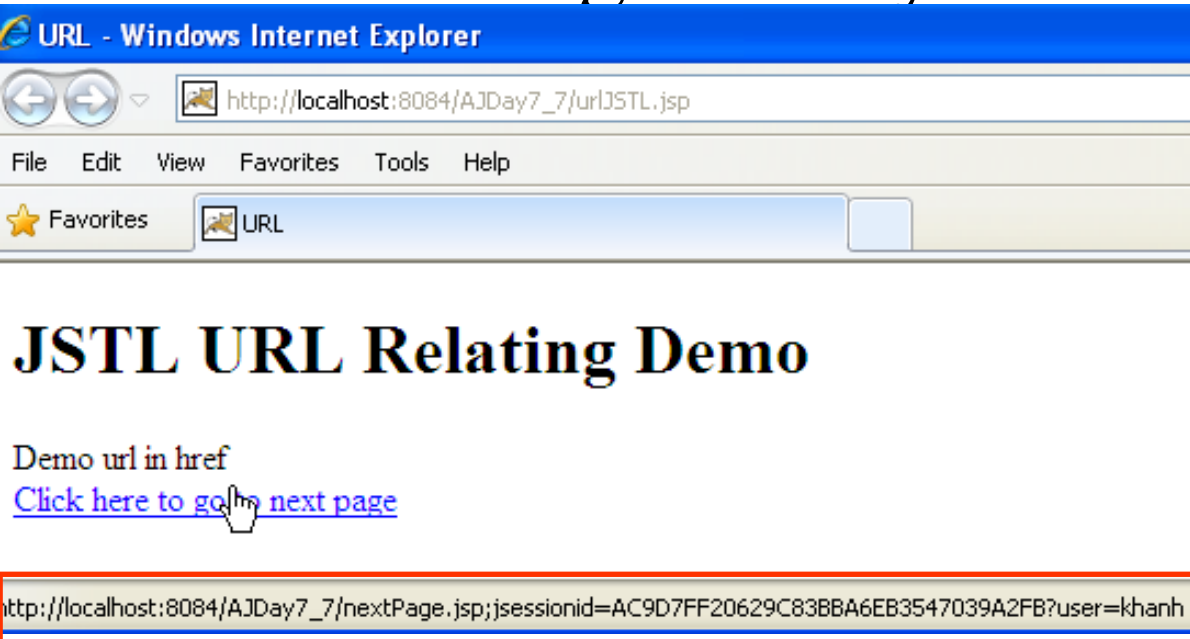 URL - Windows Internet Explorer
http://localhost:8084/AJDay7_7/urlJSTL.jsp
File Edit View Favorites Tools Help
Favorites URL
JSTL URL Relating Demo
Demo url in href
Click here to go to next page
http://localhost:8084/AJDay7_7/nextPage.jsp;jsessionid=AC9D7FF20629C83BBA6EB3547039A2FB?user=khanh